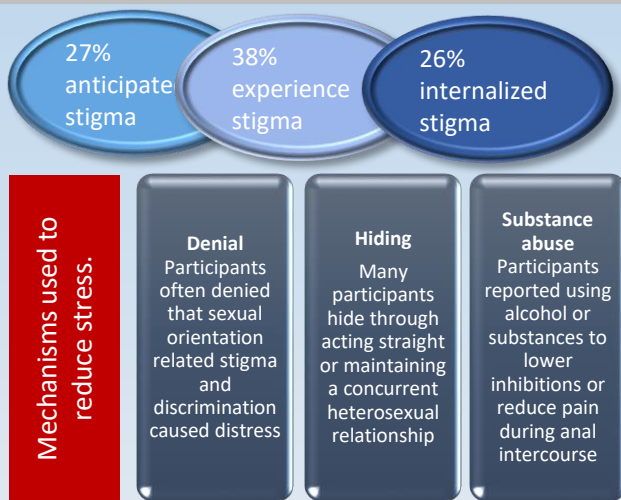 27%
anticipate
stigma
38%
experience
stigma
26%
internalized
stigma
Mechanisms used to
reduce stress.
Denial
Participants
often denied
that sexual
orientation
related stigma
and
discrimination
caused distress
Hiding
Many
participants
hide through
acting straight
or maintaining
a concurrent
heterosexual
relationship
Substance
abuse
Participants
reported using
alcohol or
substances to
lower
inhibitions or
reduce pain
during anal
intercourse